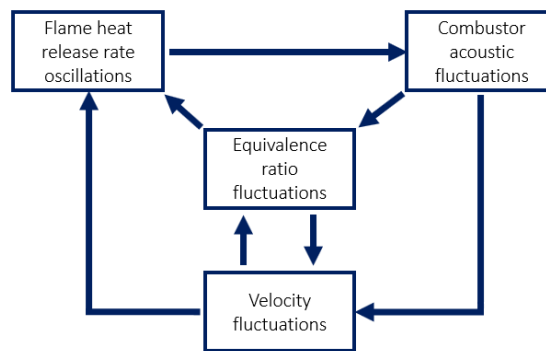 Flame heat
release rate
oscillations
Combustor
acoustic
fluctuations
Equivalence
ratio
fluctuations
Velocity
fluctuations